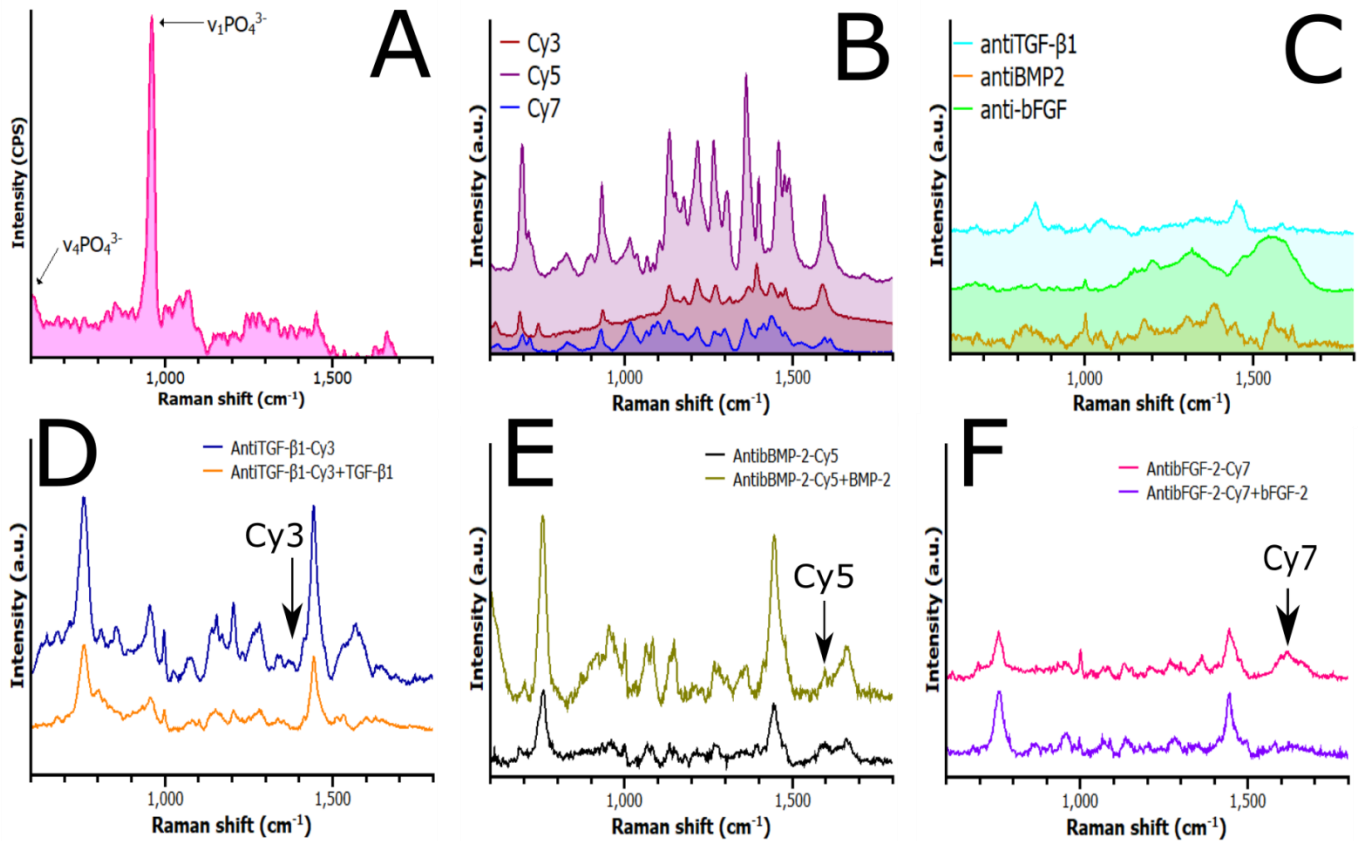 A
v₁PO₄³⁻
v₄PO₄³⁻
Intensity (CPS)
1,000 1,500
Raman shift (cm⁻¹)
B
Cy3
Cy5
Cy7
Intensity (a.u.)
1,000 1,500
Raman shift (cm⁻¹)
C
antiTGF-β1
antiBMP2
anti-bFGF
Intensity (a.u.)
1,000 1,500
Raman shift (cm⁻¹)
D
AntiTGF-β1-Cy3
AntiTGF-β1-Cy3+TGF-β1
Cy3
Intensity (a.u.)
1,000 1,500
Raman shift (cm⁻¹)
E
AntibBMP-2-Cy5
AntibBMP-2-Cy5+BMP-2
Cy5
Intensity (a.u.)
1,000 1,500
Raman shift (cm⁻¹)
F
AntibFGF-2-Cy7
AntibFGF-2-Cy7+bFGF-2
Cy7
Intensity (a.u.)
1,000 1,500
Raman shift (cm⁻¹)